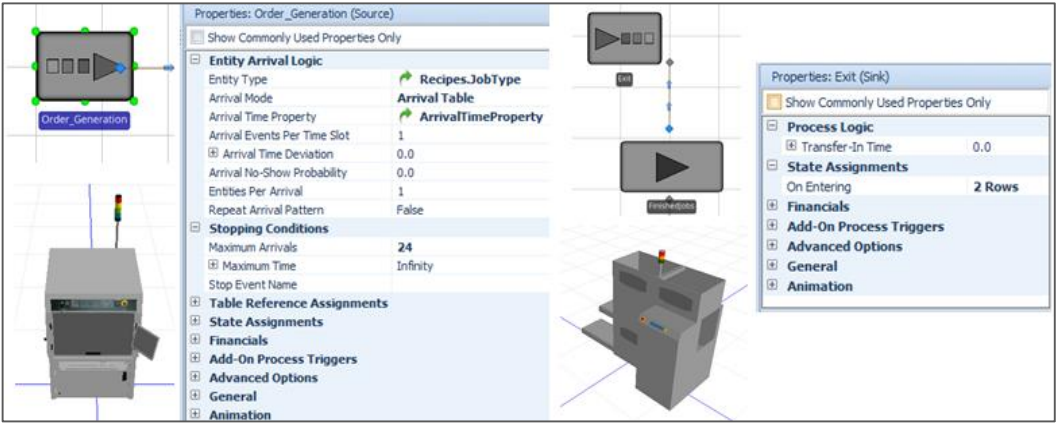 Order_Generation
Properties: Order_Generation (Source)
Show Commonly Used Properties Only
Entity Arrival Logic
Entity Type Recipes.JobType
Arrival Mode Arrival Table
Arrival Time Property ArrivalTimeProperty
Arrival Events Per Time Slot 1
Arrival Time Deviation 0.0
Arrival No-Show Probability 0.0
Entities Per Arrival 1
Repeat Arrival Pattern False
Stopping Conditions
Maximum Arrivals 24
Maximum Time Infinity
Stop Event Name
Table Reference Assignments
State Assignments
Financials
Add-On Process Triggers
Advanced Options
General
Animation
Exit
FinishedJobs
Properties: Exit (Sink)
Show Commonly Used Properties Only
Process Logic
Transfer-In Time 0.0
State Assignments
On Entering 2 Rows
Financials
Add-On Process Triggers
Advanced Options
General
Animation